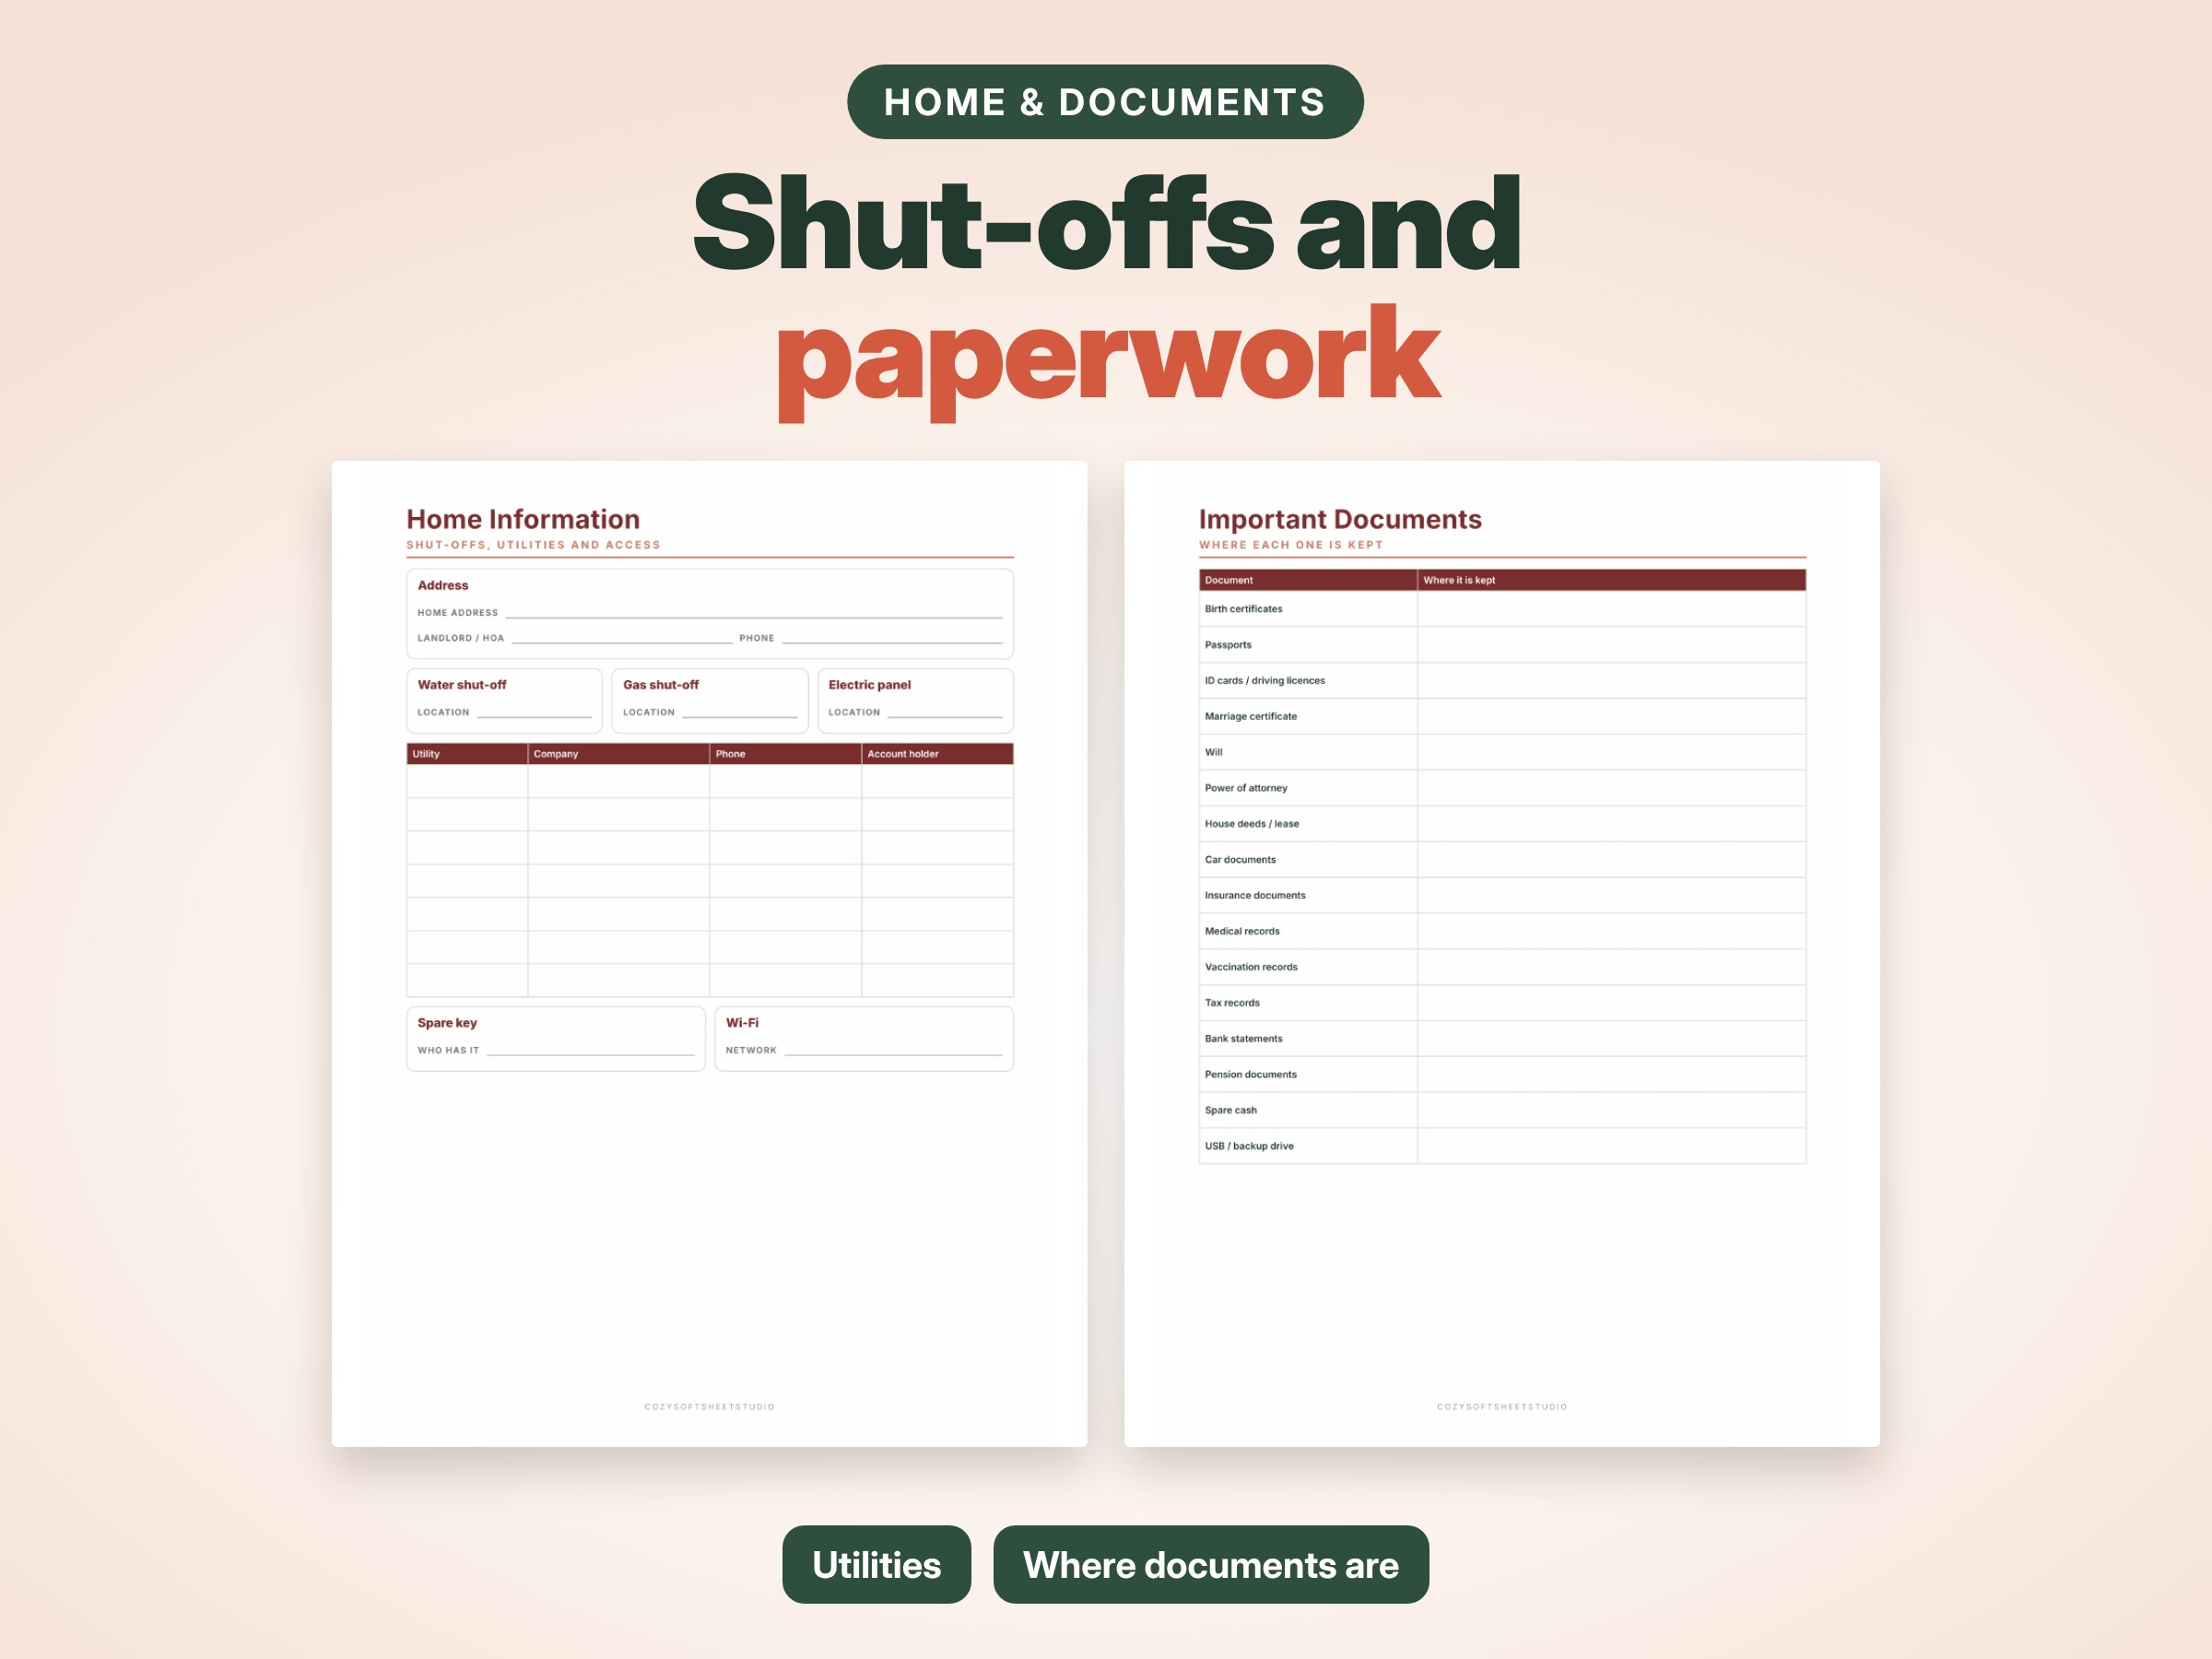 HOME & DOCUMENTS
Shut-offs and
paperwork
Home Information
SHUT-OFFS, UTILITIES AND ACCESS
Address
HOME ADDRESS
LANDLORD / HOA PHONE
Water shut-off Gas shut-off Electric panel
LOCATION LOCATION LOCATION
Utility Company Phone Account holder
Spare key Wi-Fi
WHO HAS IT NETWORK
COZYSOFTSHEETSTUDIO
Important Documents
WHERE EACH ONE IS KEPT
Document Where it is kept
Birth certificates
Passports
ID cards / driving licences
Marriage certificate
Will
Power of attorney
House deeds / lease
Car documents
Insurance documents
Medical records
Vaccination records
Tax records
Bank statements
Pension documents
Spare cash
USB / backup drive
COZYSOFTSHEETSTUDIO
Utilities Where documents are